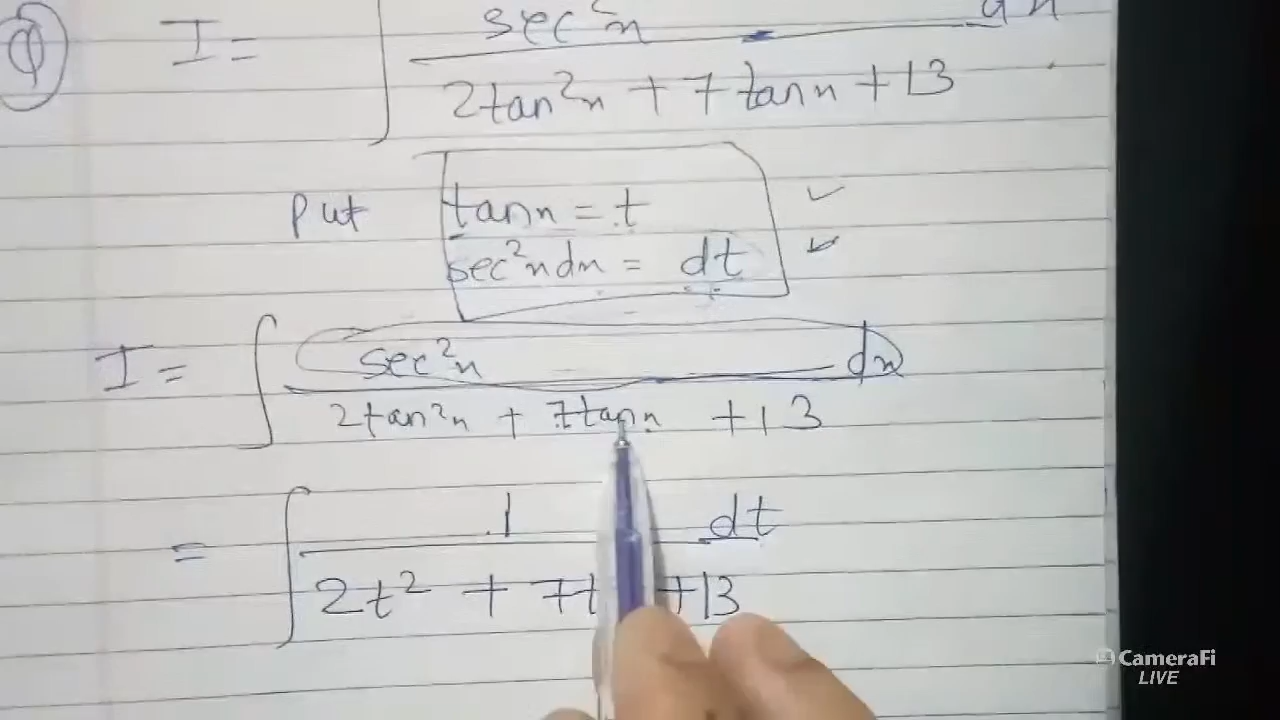 Q I = ∫ sec²x dx
2tan²x + 7tanx + 13
Put tanx = t
sec²x dx = dt
I = ∫ sec²x dx
2tan²x + 7tanx + 13
= ∫ 1 dt
2t² + 7t + 13
CameraFi
LIVE